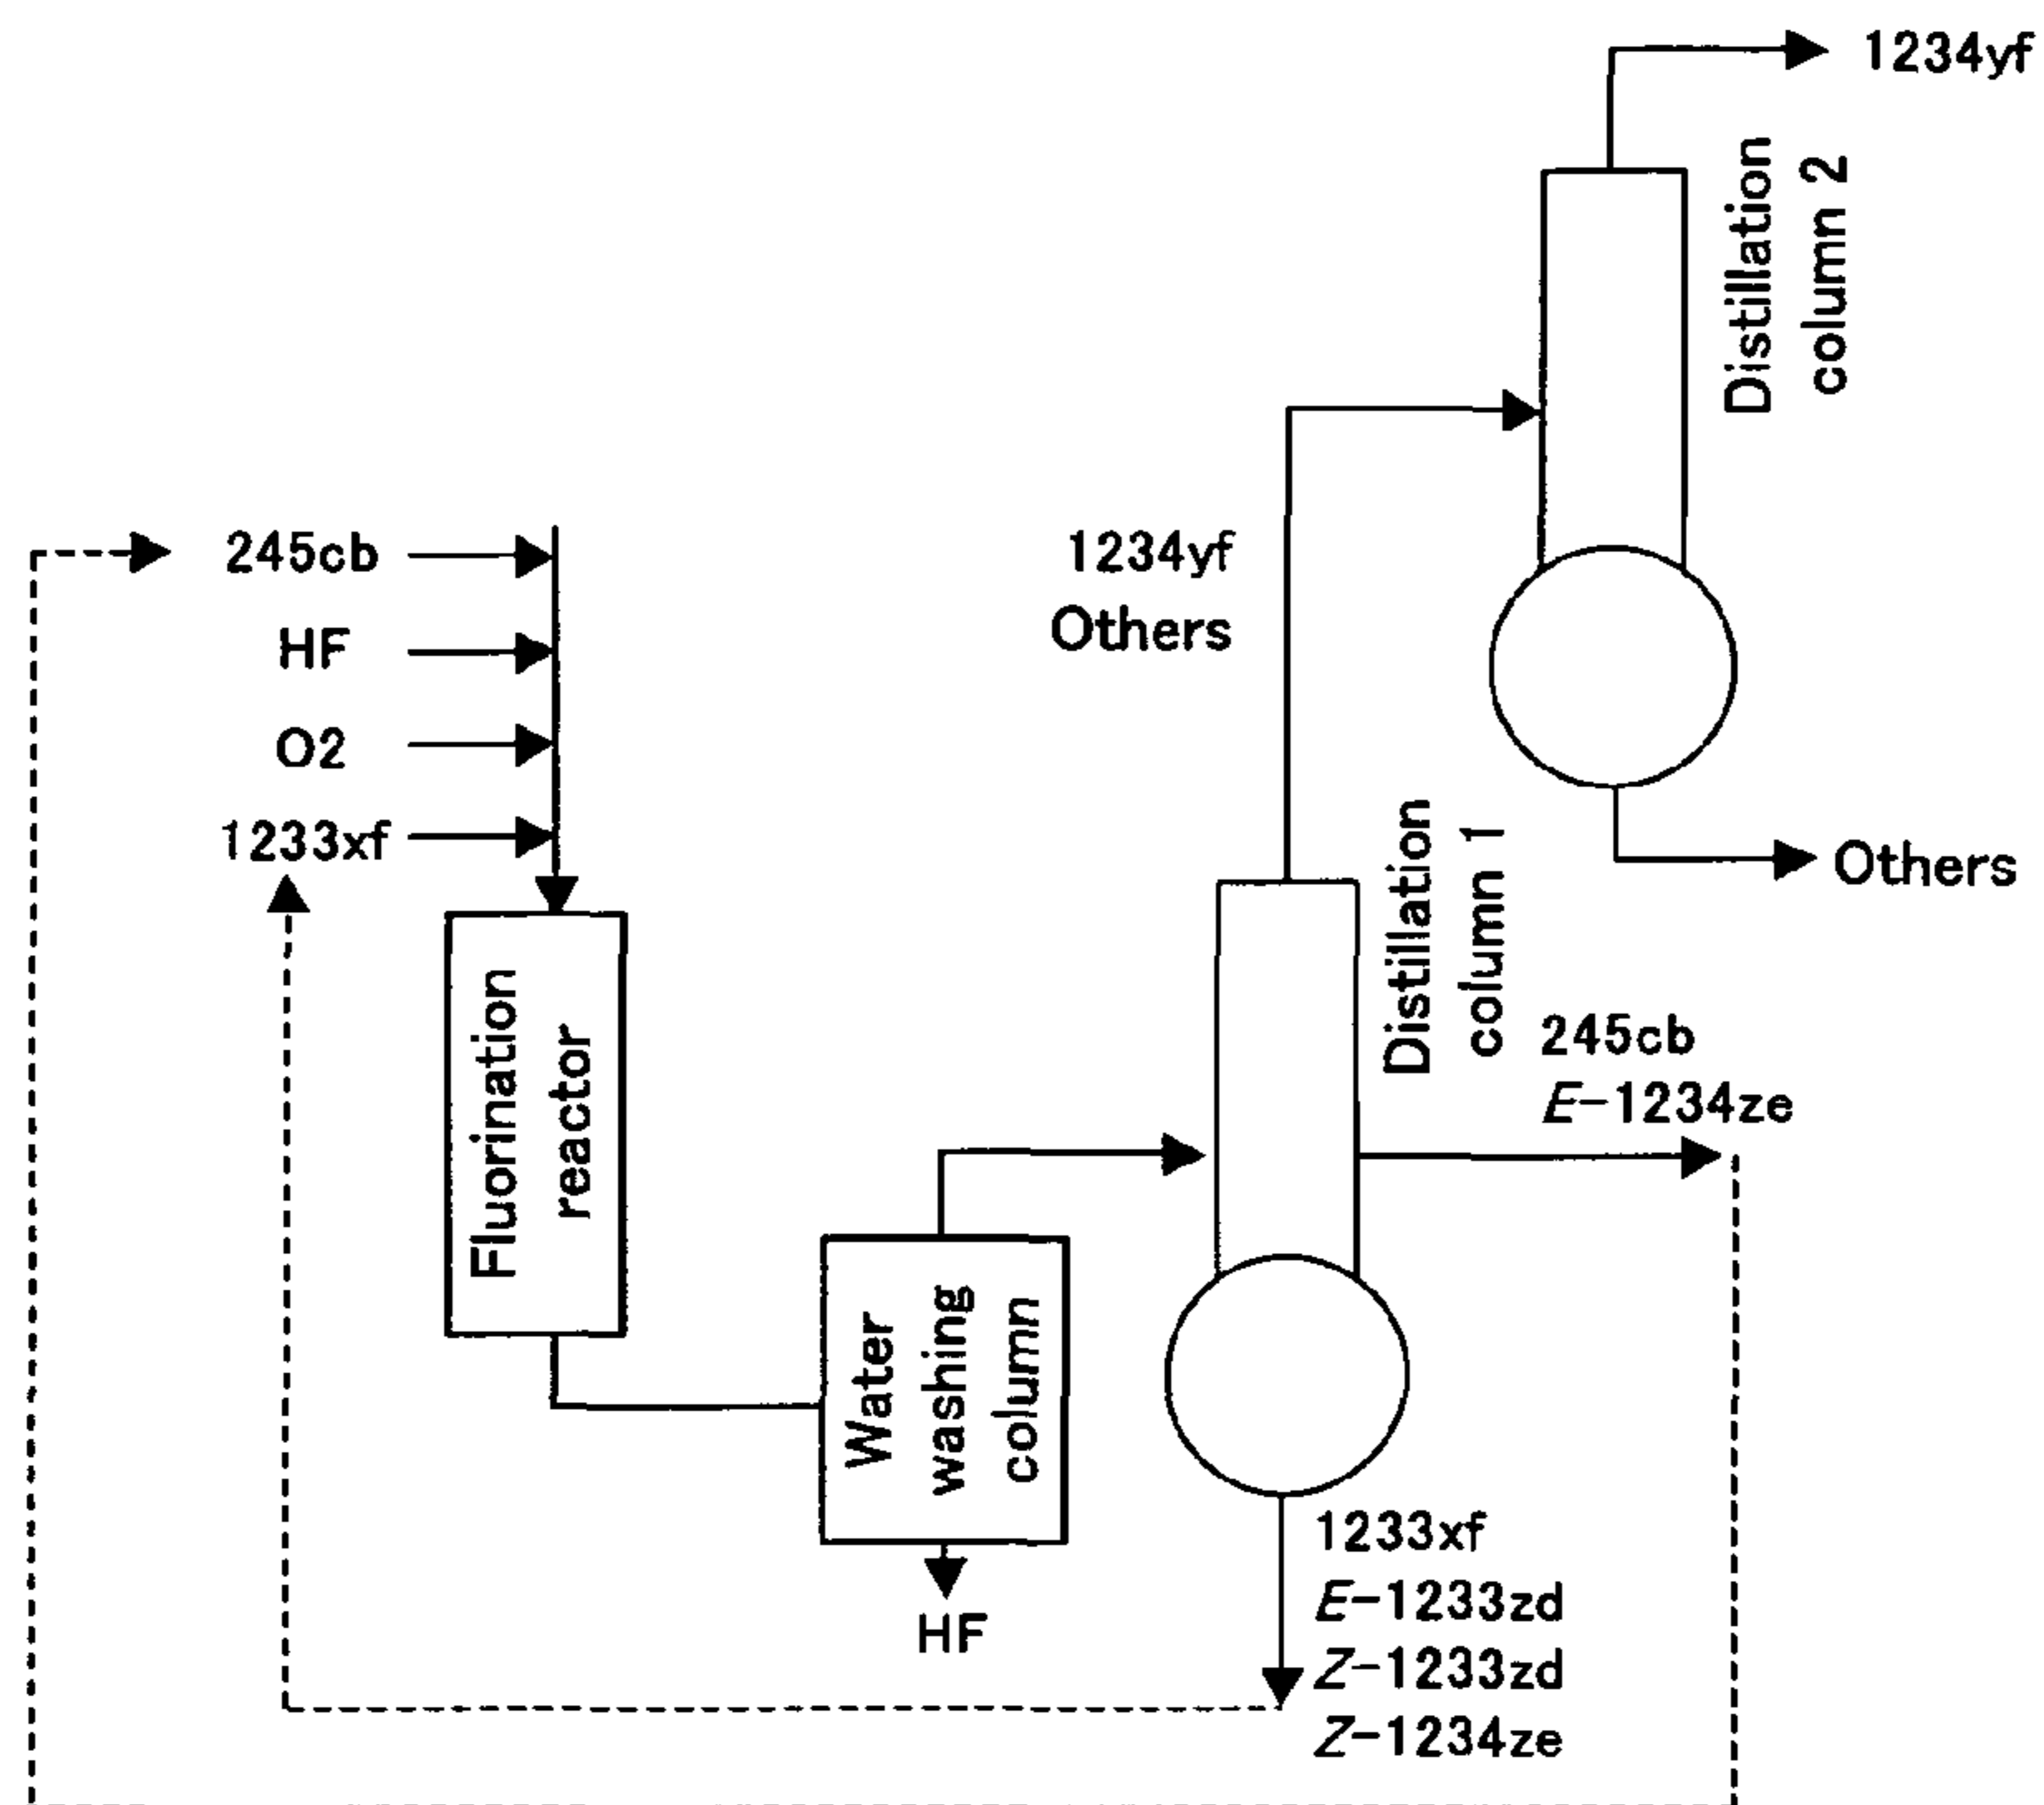 1234yf
Distillation
column 2
245cb
HF
O2
1233xf
1234yf
Others
Others
Distillation
column 1
Fluorination
reactor
245cb
E-1234ze
Water
washing
column
HF
1233xf
E-1233zd
Z-1233zd
Z-1234ze